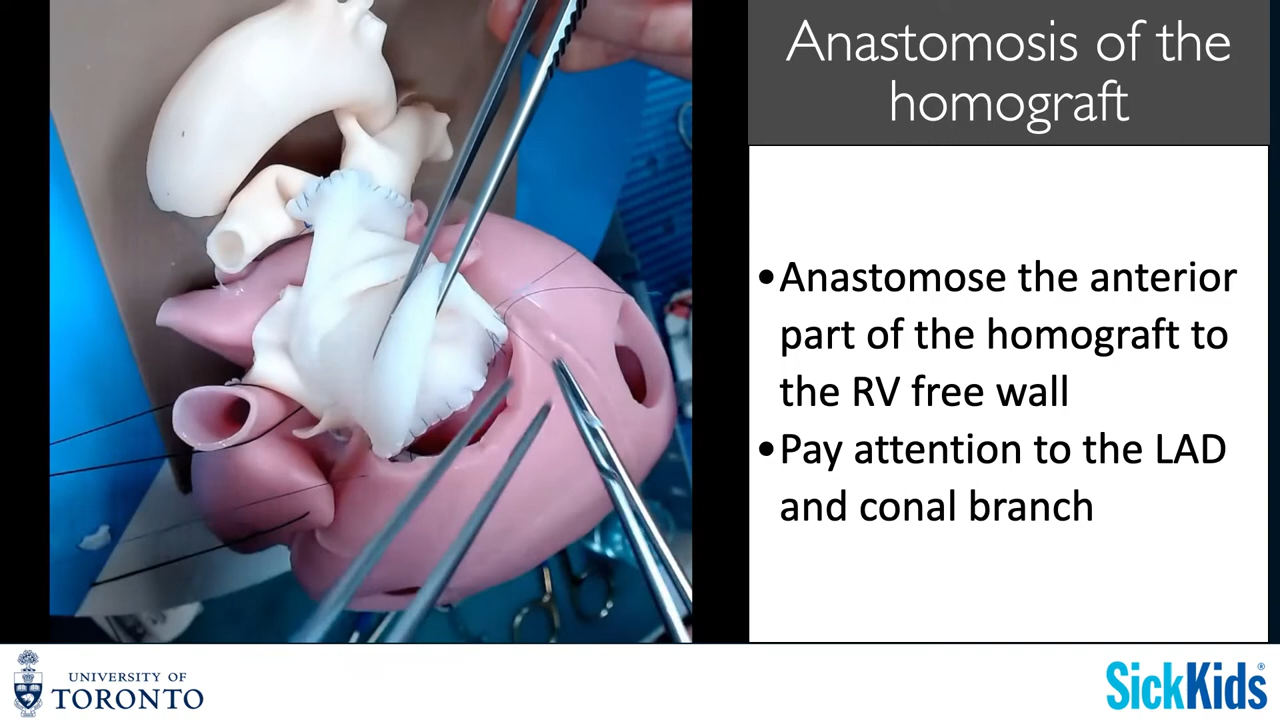 Anastomosis of the
homograft
•Anastomose the anterior
part of the homograft to
the RV free wall
•Pay attention to the LAD
and conal branch
UNIVERSITY OF
TORONTO
SickKids®